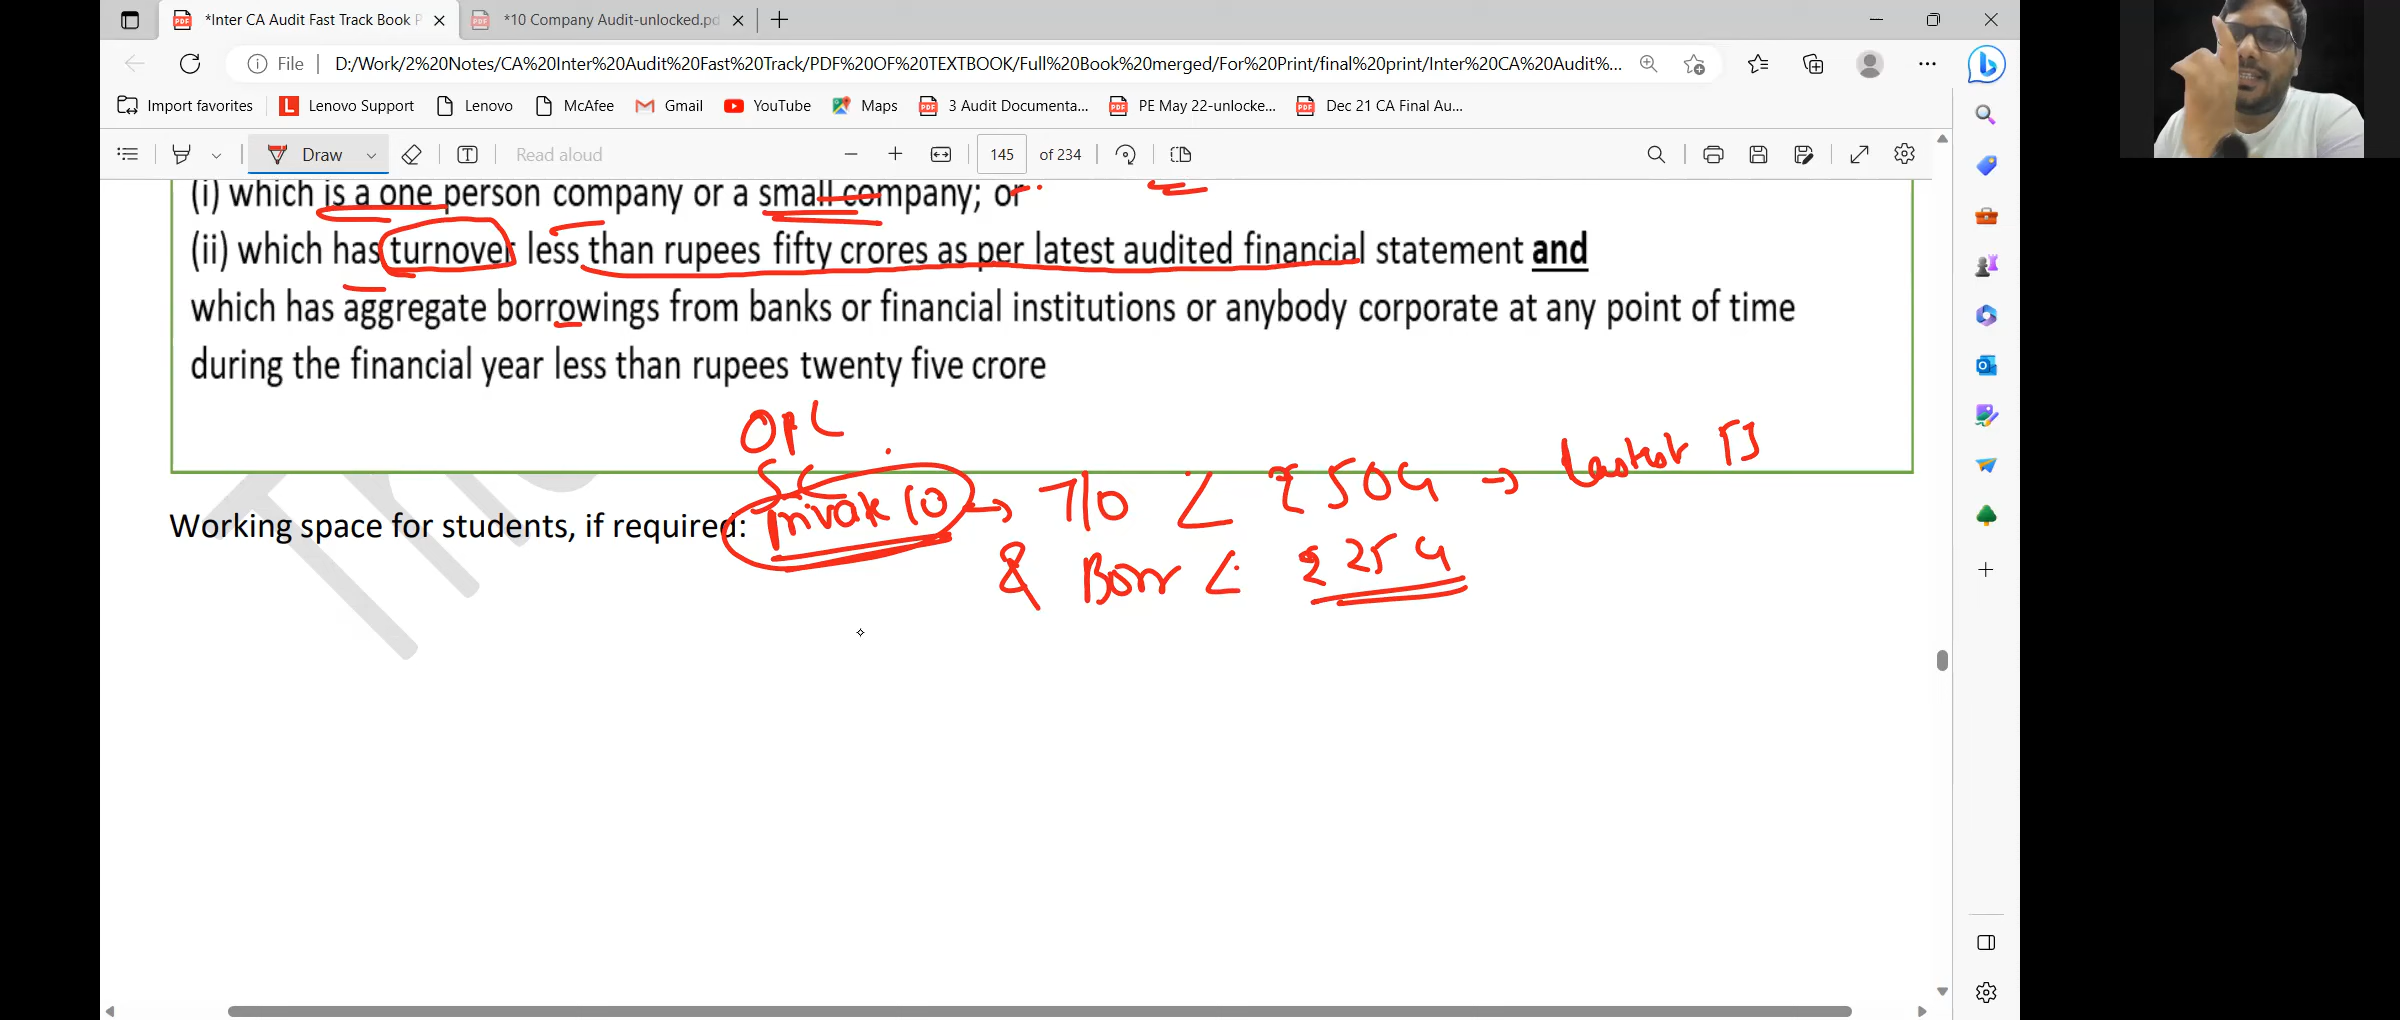 *Inter CA Audit Fast Track Book P
*10 Company Audit-unlocked.pd
File
D:/Work/2%20Notes/CA%20Inter%20Audit%20Fast%20Track/PDF%20OF%20TEXTBOOK/Full%20Book%20merged/For%20Print/final%20print/Inter%20CA%20Audit%...
Import favorites
Lenovo Support
Lenovo
McAfee
Gmail
YouTube
Maps
3 Audit Documenta...
PE May 22-unlocke...
Dec 21 CA Final Au...
Draw
Read aloud
145 of 234
(i) which is a one person company or a small company; or
(ii) which has turnover less than rupees fifty crores as per latest audited financial statement and
which has aggregate borrowings from banks or financial institutions or anybody corporate at any point of time
during the financial year less than rupees twenty five crore
OPC
SC
Private Co → T/O < ₹ 50 Cr →
& Borr < ₹ 25 Cr
Working space for students, if required: